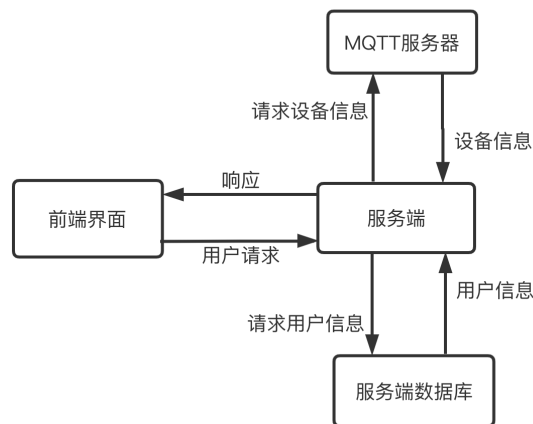 MQTT服务器
请求设备信息
设备信息
响应
前端界面
服务端
用户请求
用户信息
请求用户信息
服务端数据库